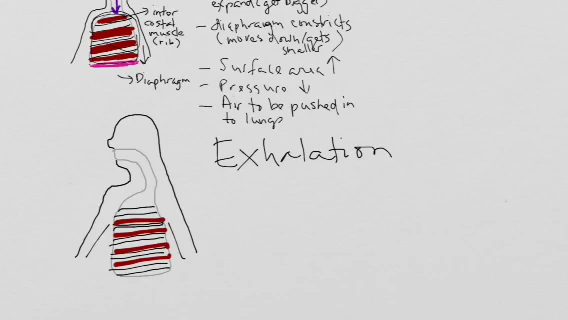 expand(get bigger)
intor
costal
muscle
(rib)
- diaphragm constricts
(moves down/gets
smaller)
Diaphragm
- Surface area ↑
- Pressure ↓
- Air to be pushed in
to lungs
Exhalation